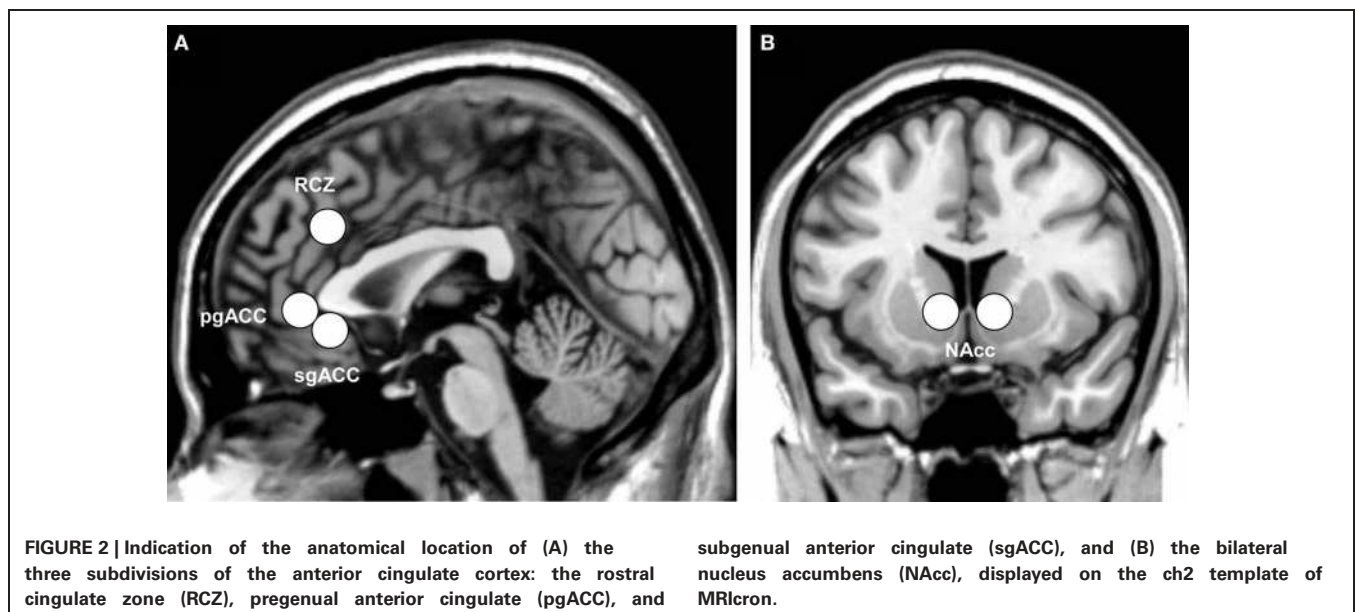 A
B
RCZ
pgACC
sgACC
NAcc
FIGURE 2 | Indication of the anatomical location of (A) the
three subdivisions of the anterior cingulate cortex: the rostral
cingulate zone (RCZ), pregenual anterior cingulate (pgACC), and
subgenual anterior cingulate (sgACC), and (B) the bilateral
nucleus accumbens (NAcc), displayed on the ch2 template of
MRIcron.